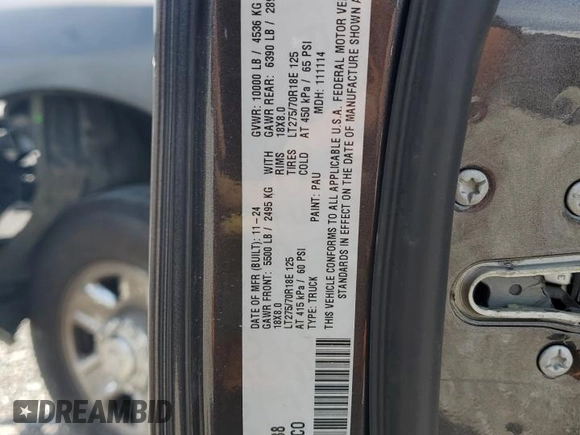 DATE OF MFR (BUILT): 11-24 GVWR: 10000 LB / 4536 KG
GAWR FRONT: 5500 LB / 2495 KG WITH GAWR REAR: 6390 LB /
18X8.0 RIMS 18X8.0
LT275/70R18E 125 TIRES LT275/70R18E 125
AT 415 kPa / 60 PSI COLD AT 450 kPa / 65 PSI
TYPE: TRUCK PAINT: PAU MDH: 111114
THIS VEHICLE CONFORMS TO ALL APPLICABLE U.S.A. FEDERAL MOTOR
STANDARDS IN EFFECT ON THE DATE OF MANUFACTURE SHOWN
DREAMBID